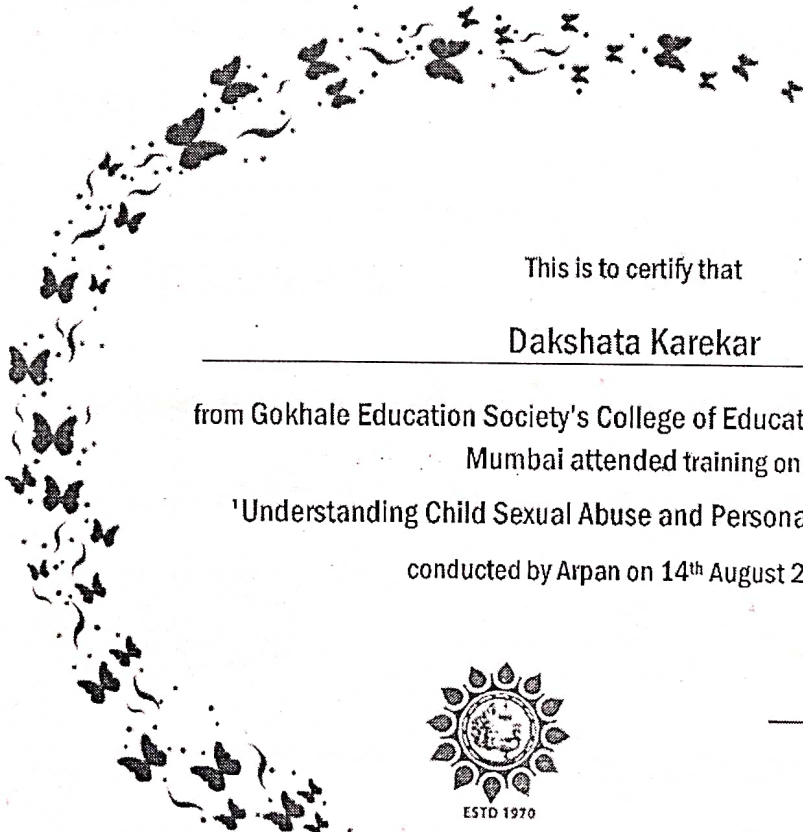 This is to certify that
Dakshata Karekar
from Gokhale Education Society's College of Educat
Mumbai attended training on
'Understanding Child Sexual Abuse and Persona
conducted by Arpan on 14th August 2
ESTD 1970